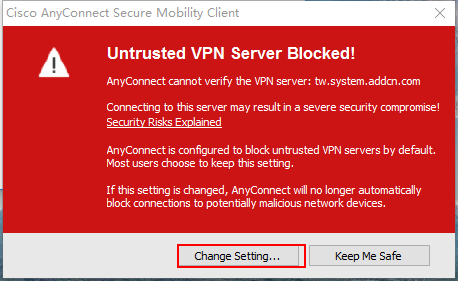 Cisco AnyConnect Secure Mobility Client
Untrusted VPN Server Blocked!
AnyConnect cannot verify the VPN server: tw.system.addcn.com
Connecting to this server may result in a severe security compromise!
Security Risks Explained
AnyConnect is configured to block untrusted VPN servers by default.
Most users choose to keep this setting.
If this setting is changed, AnyConnect will no longer automatically
block connections to potentially malicious network devices.
Change Setting...
Keep Me Safe